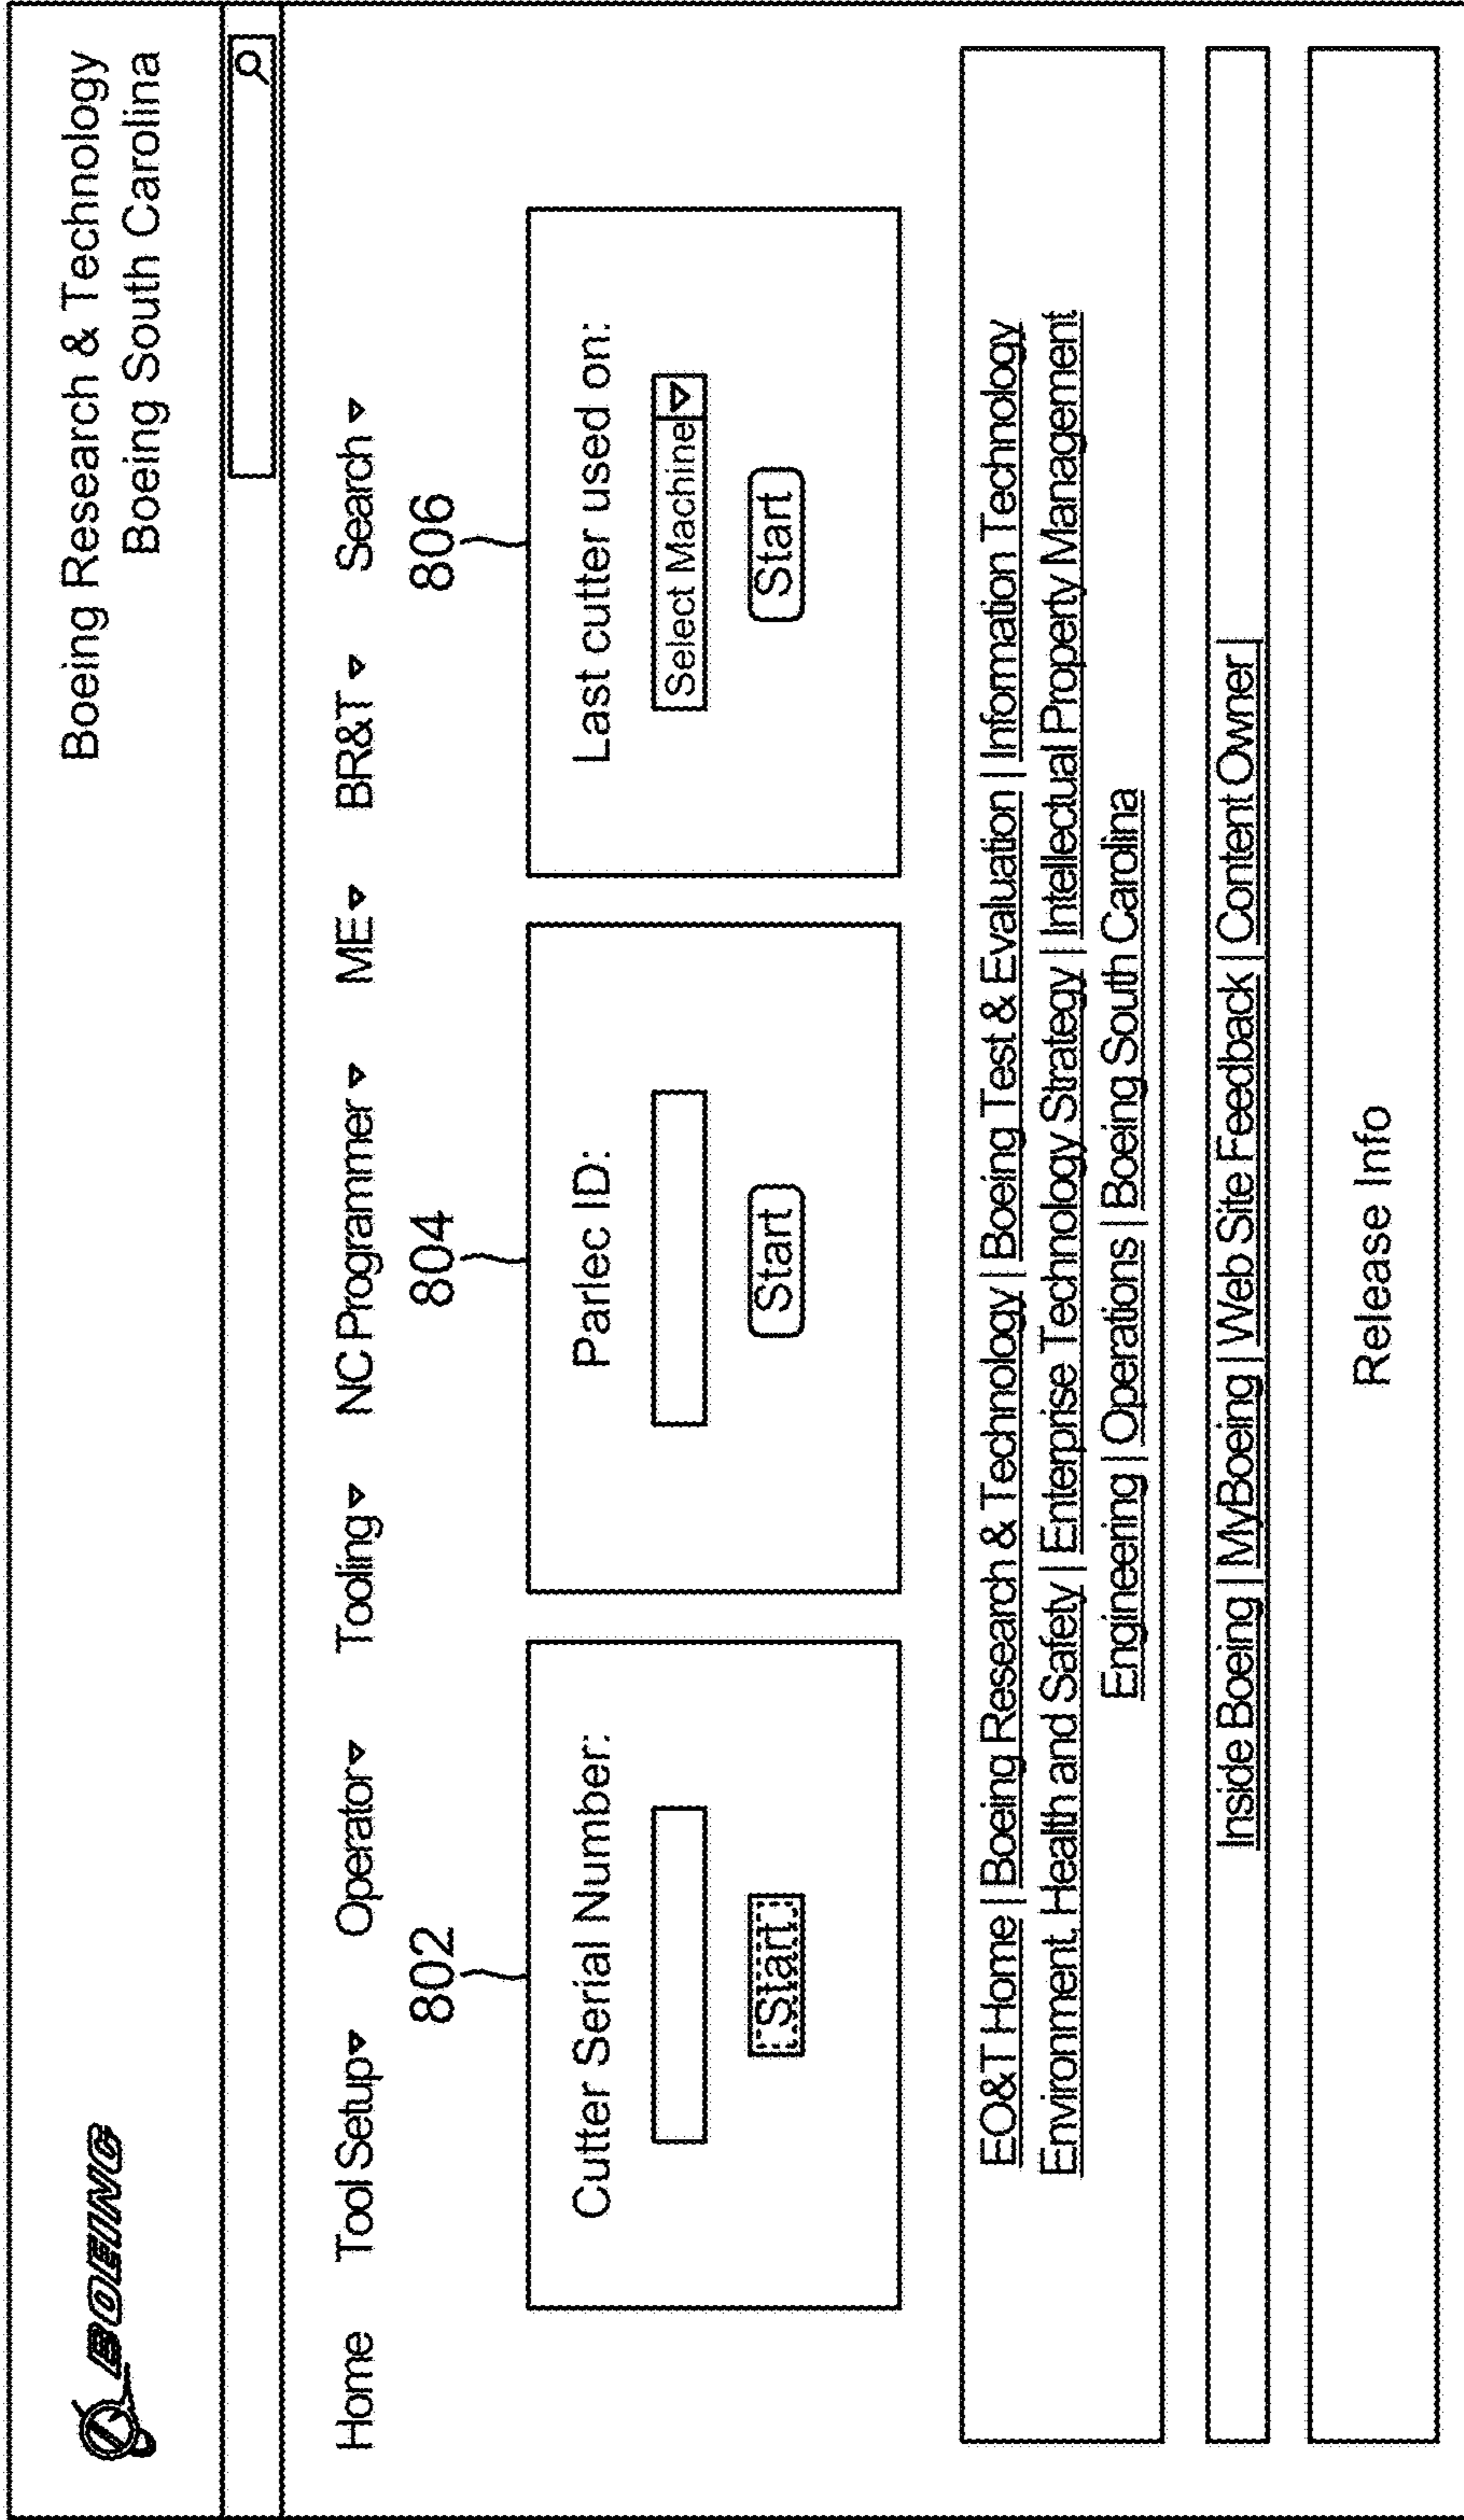 BOEING
Boeing Research & Technology
Boeing South Carolina
Home Tool Setup Operator Tooling NC Programmer ME BR&T Search
802
804
806
Cutter Serial Number:
Start
Parlec ID:
Start
Last cutter used on:
Select Machine
Start
EO&T Home | Boeing Research & Technology | Boeing Test & Evaluation | Information Technology
Environment, Health and Safety | Enterprise Technology Strategy | Intellectual Property Management
Engineering | Operations | Boeing South Carolina
Inside Boeing | MyBoeing | Web Site Feedback | Content Owner |
Release Info